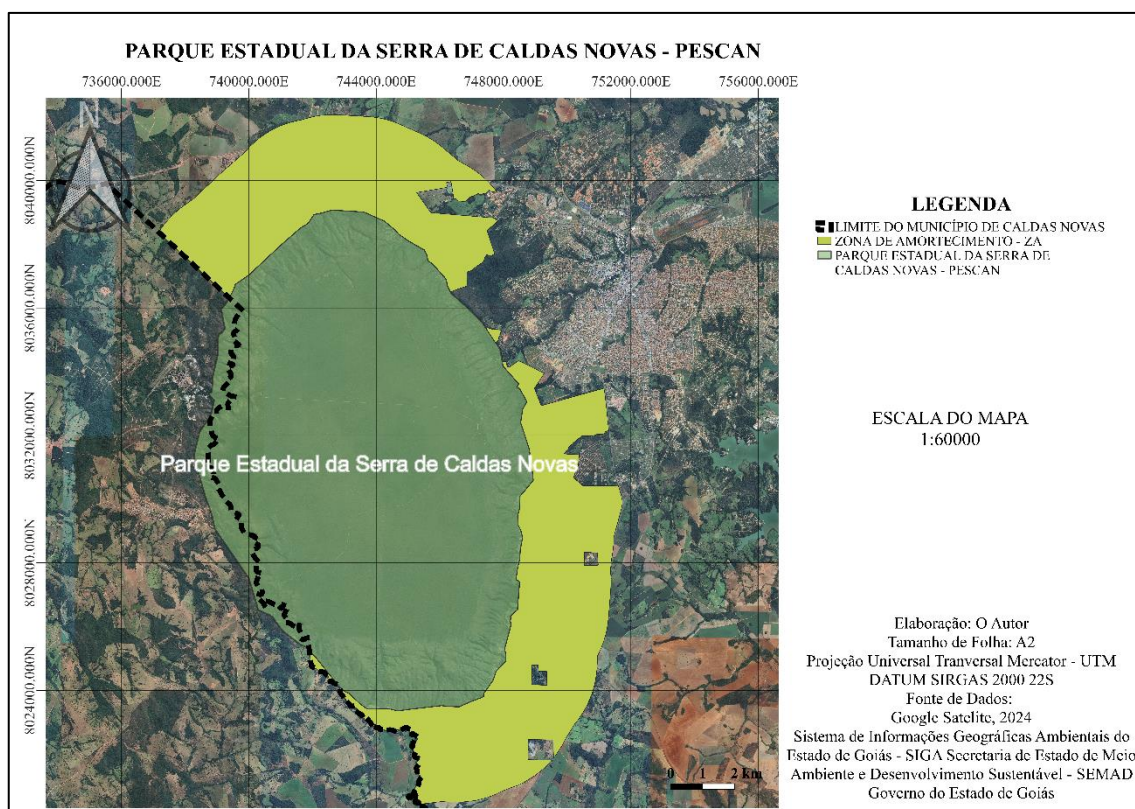 PARQUE ESTADUAL DA SERRA DE CALDAS NOVAS - PESCAN
736000.000E 740000.000E 744000.000E 748000.000E 752000.000E 756000.000E
N
8040000.000N
8036000.000N
8032000.000N
8028000.000N
8024000.000N
Parque Estadual da Serra de Caldas Novas
0 1 2 km
LEGENDA
LIMITE DO MUNICÍPIO DE CALDAS NOVAS
ZONA DE AMORTECIMENTO - ZA
PARQUE ESTADUAL DA SERRA DE
CALDAS NOVAS - PESCAN
ESCALA DO MAPA
1:60000
Elaboração: O Autor
Tamanho de Folha: A2
Projeção Universal Tranversal Mercator - UTM
DATUM SIRGAS 2000 22S
Fonte de Dados:
Google Satelite, 2024
Sistema de Informações Geográficas Ambientais do
Estado de Goiás - SIGA Secretaria de Estado de Meio
Ambiente e Desenvolvimento Sustentável - SEMAD
Governo do Estado de Goiás